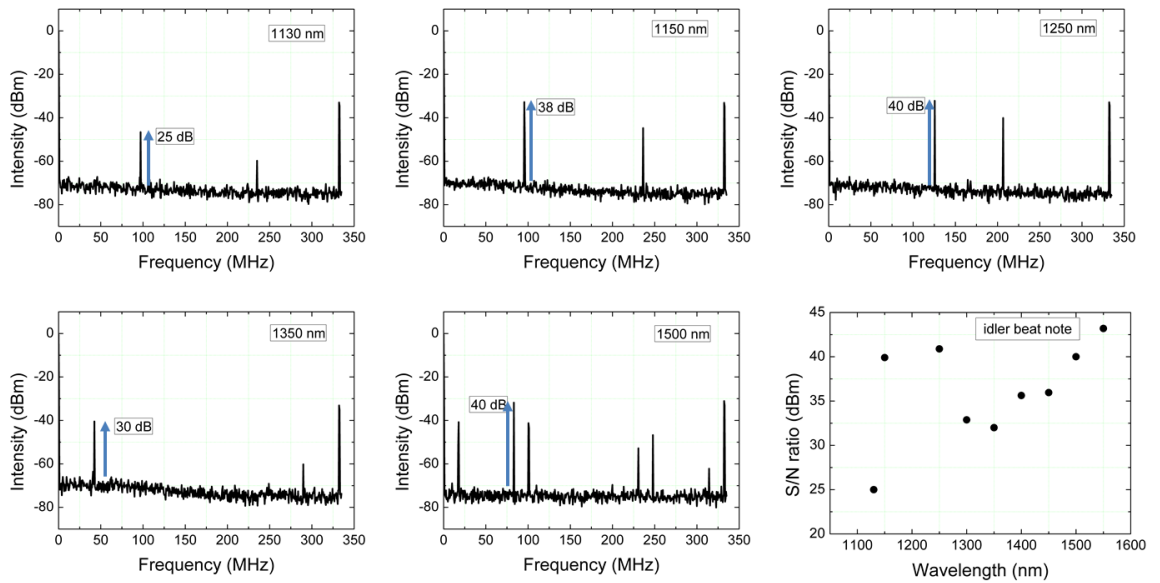 1130 nm
25 dB
0
-20
-40
-60
-80
Intensity (dBm)
0 50 100 150 200 250 300 350
Frequency (MHz)
1150 nm
38 dB
0
-20
-40
-60
-80
Intensity (dBm)
0 50 100 150 200 250 300 350
Frequency (MHz)
1250 nm
40 dB
0
-20
-40
-60
-80
Intensity (dBm)
0 50 100 150 200 250 300 350
Frequency (MHz)
1350 nm
30 dB
0
-20
-40
-60
-80
Intensity (dBm)
0 50 100 150 200 250 300 350
Frequency (MHz)
1500 nm
40 dB
0
-20
-40
-60
-80
Intensity (dBm)
0 50 100 150 200 250 300 350
Frequency (MHz)
idler beat note
45
40
35
30
25
20
S/N ratio (dBm)
1100 1200 1300 1400 1500 1600
Wavelength (nm)